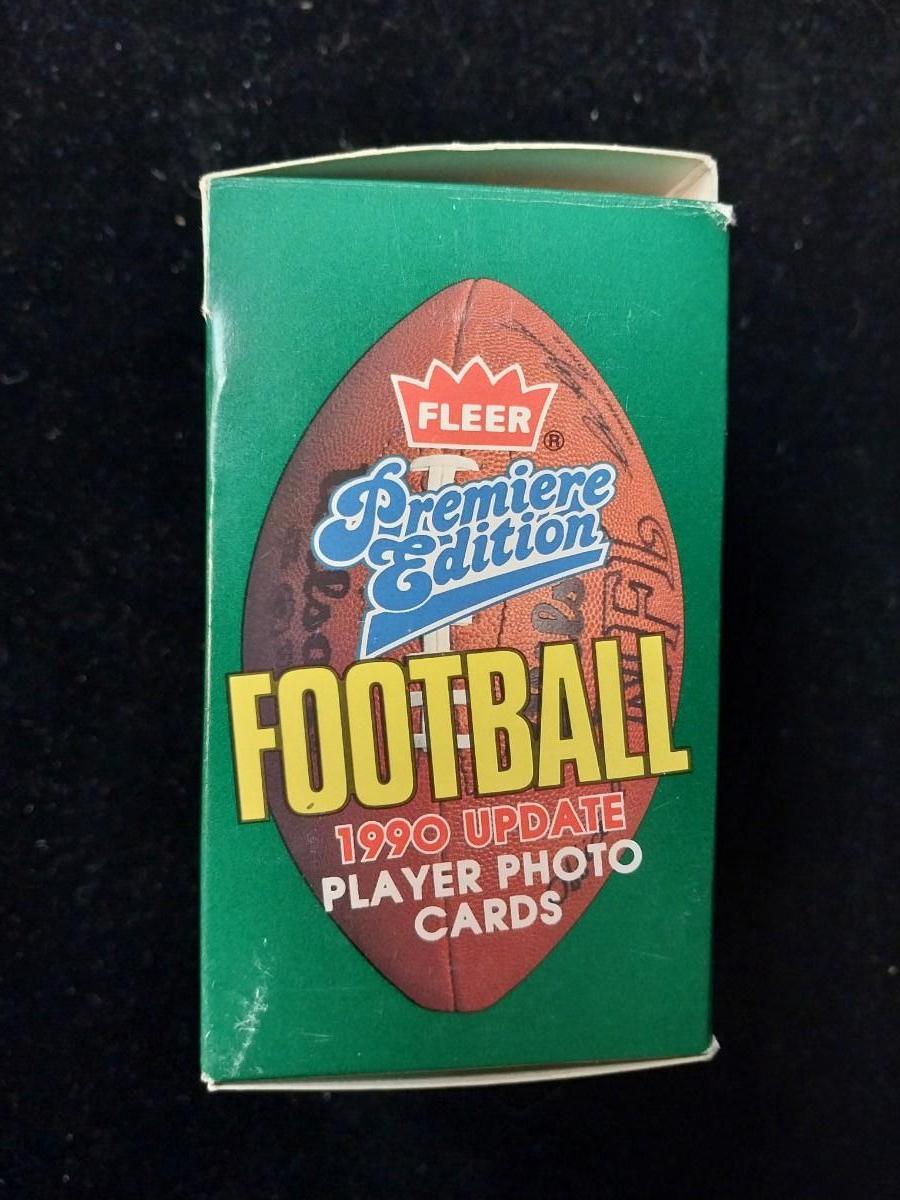 FLEER
®
Premiere
Edition
FOOTBALL
1990 UPDATE
PLAYER PHOTO
CARDS